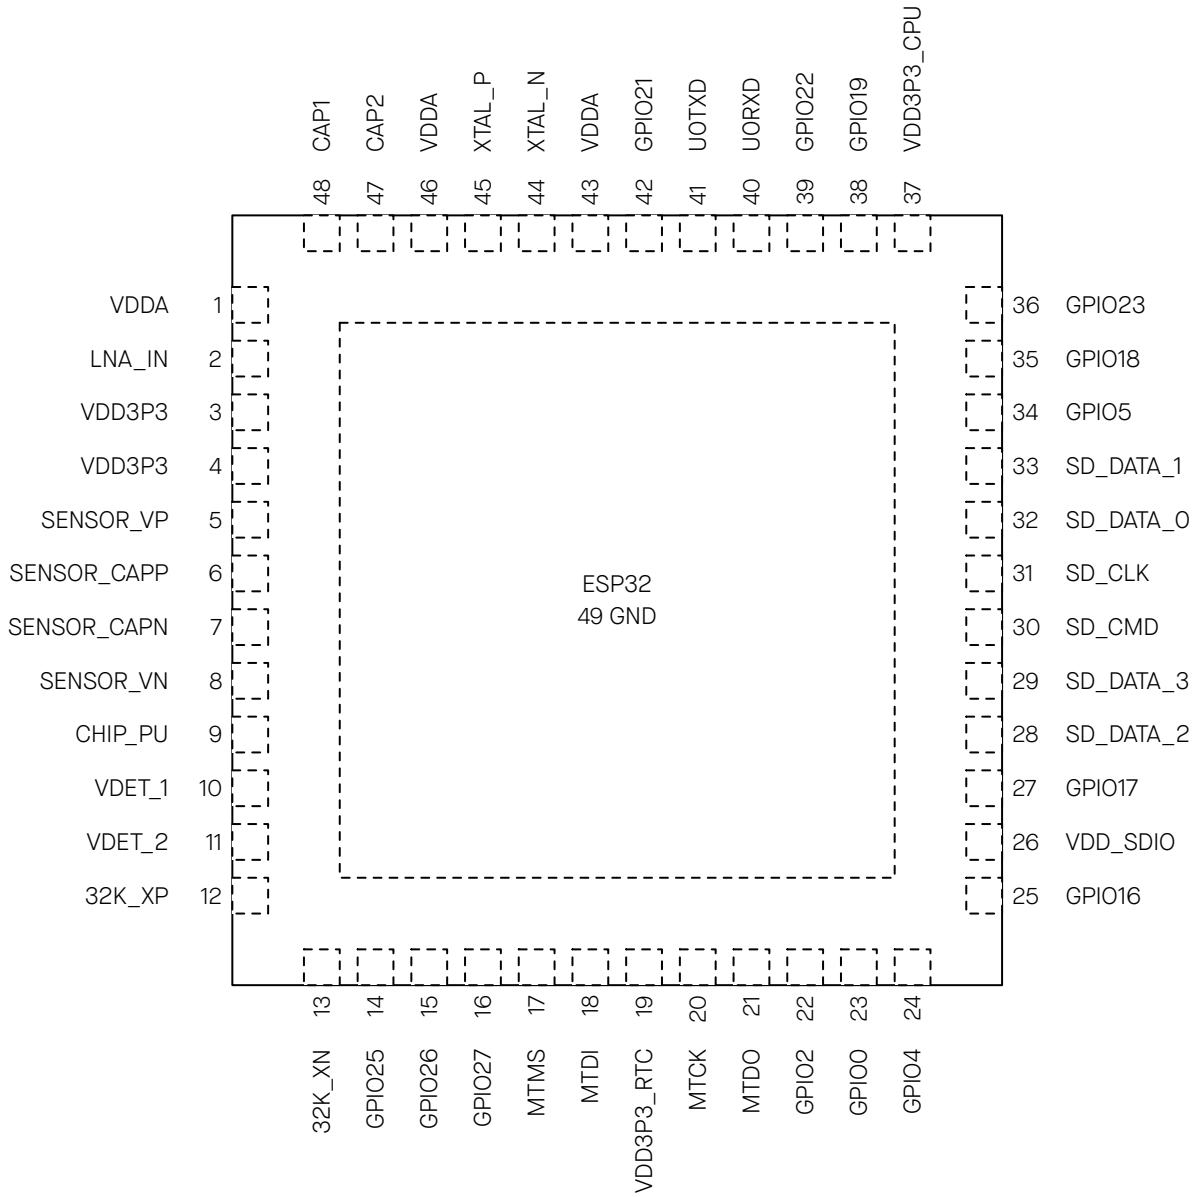 CAP1
CAP2
VDDA
XTAL_P
XTAL_N
VDDA
GPIO21
U0TXD
U0RXD
GPIO22
GPIO19
VDD3P3_CPU
48
47
46
45
44
43
42
41
40
39
38
37
VDDA 1
LNA_IN 2
VDD3P3 3
VDD3P3 4
SENSOR_VP 5
SENSOR_CAPP 6
SENSOR_CAPN 7
SENSOR_VN 8
CHIP_PU 9
VDET_1 10
VDET_2 11
32K_XP 12
ESP32
49 GND
36 GPIO23
35 GPIO18
34 GPIO5
33 SD_DATA_1
32 SD_DATA_0
31 SD_CLK
30 SD_CMD
29 SD_DATA_3
28 SD_DATA_2
27 GPIO17
26 VDD_SDIO
25 GPIO16
13
14
15
16
17
18
19
20
21
22
23
24
32K_XN
GPIO25
GPIO26
GPIO27
MTMS
MTDI
VDD3P3_RTC
MTCK
MTDO
GPIO2
GPIO0
GPIO4